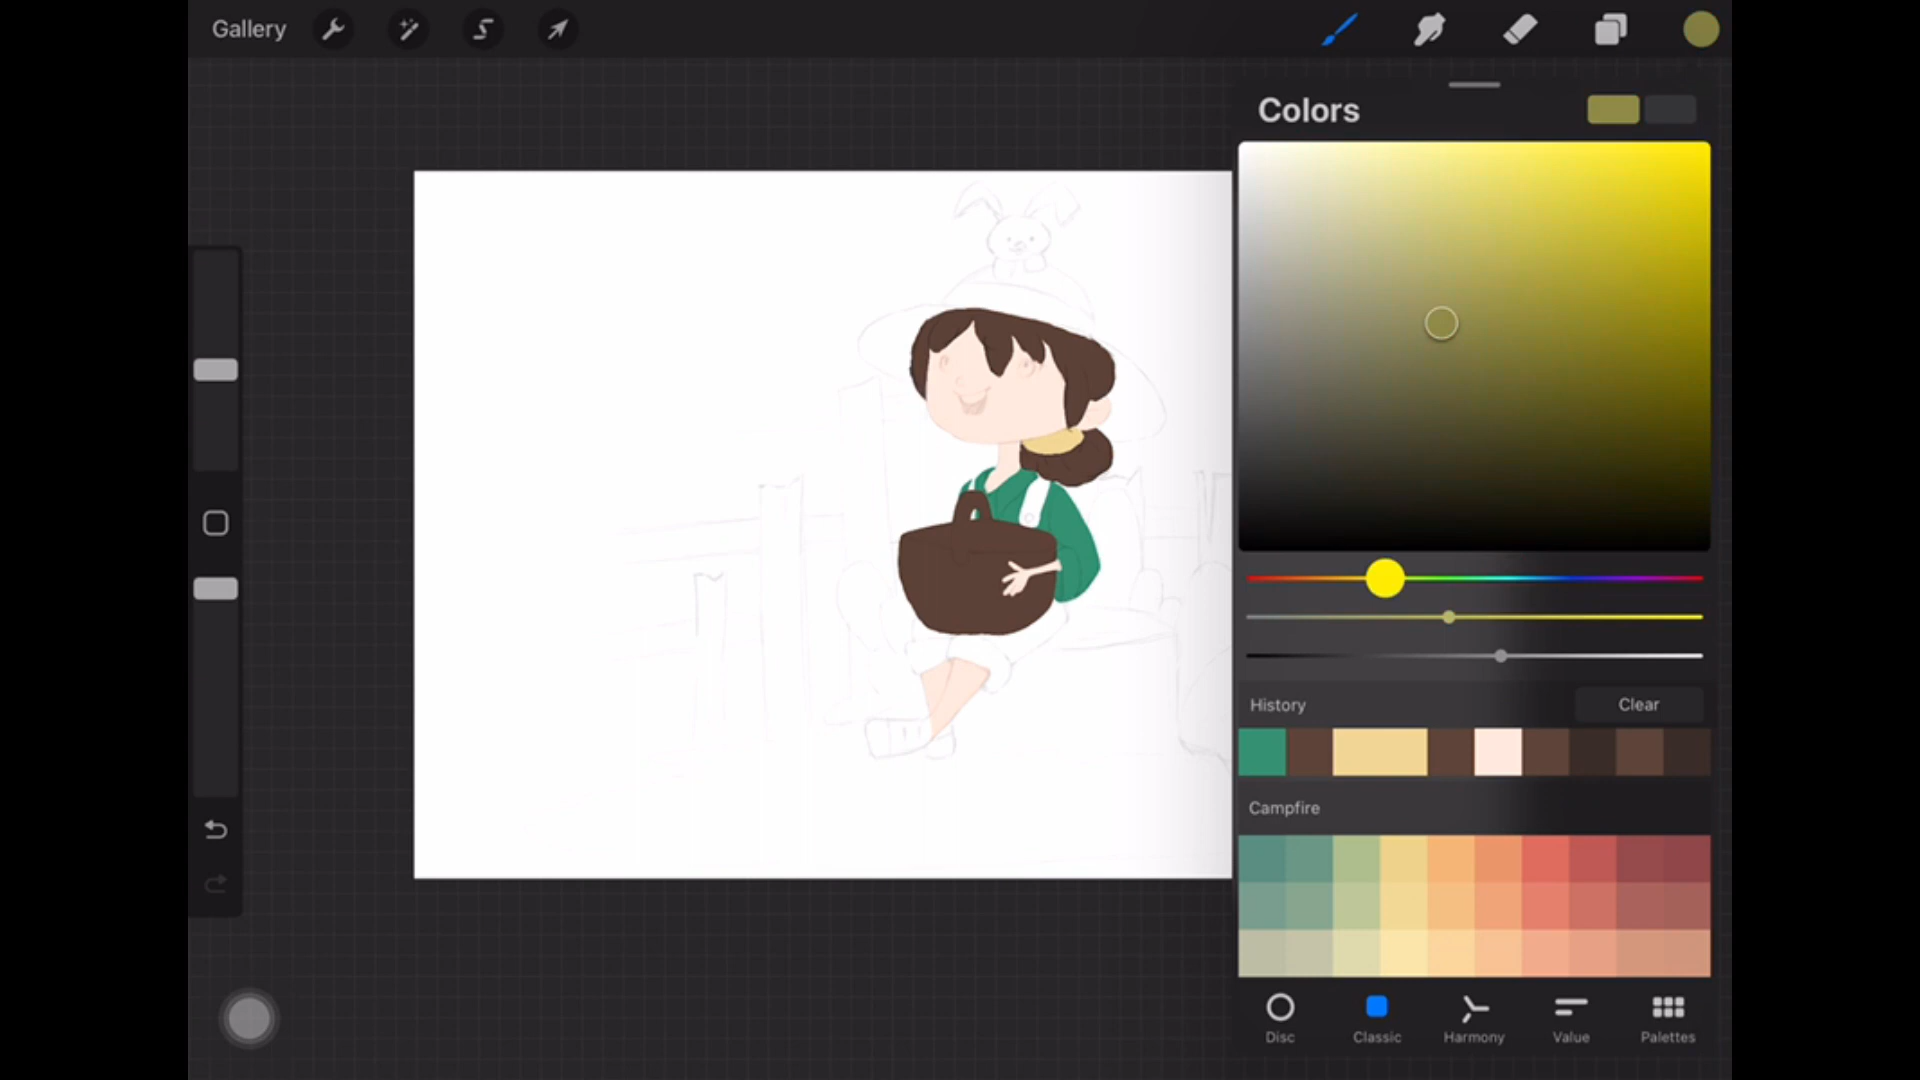 Gallery
Colors
History
Clear
Campfire
Disc
Classic
Harmony
Value
Palettes